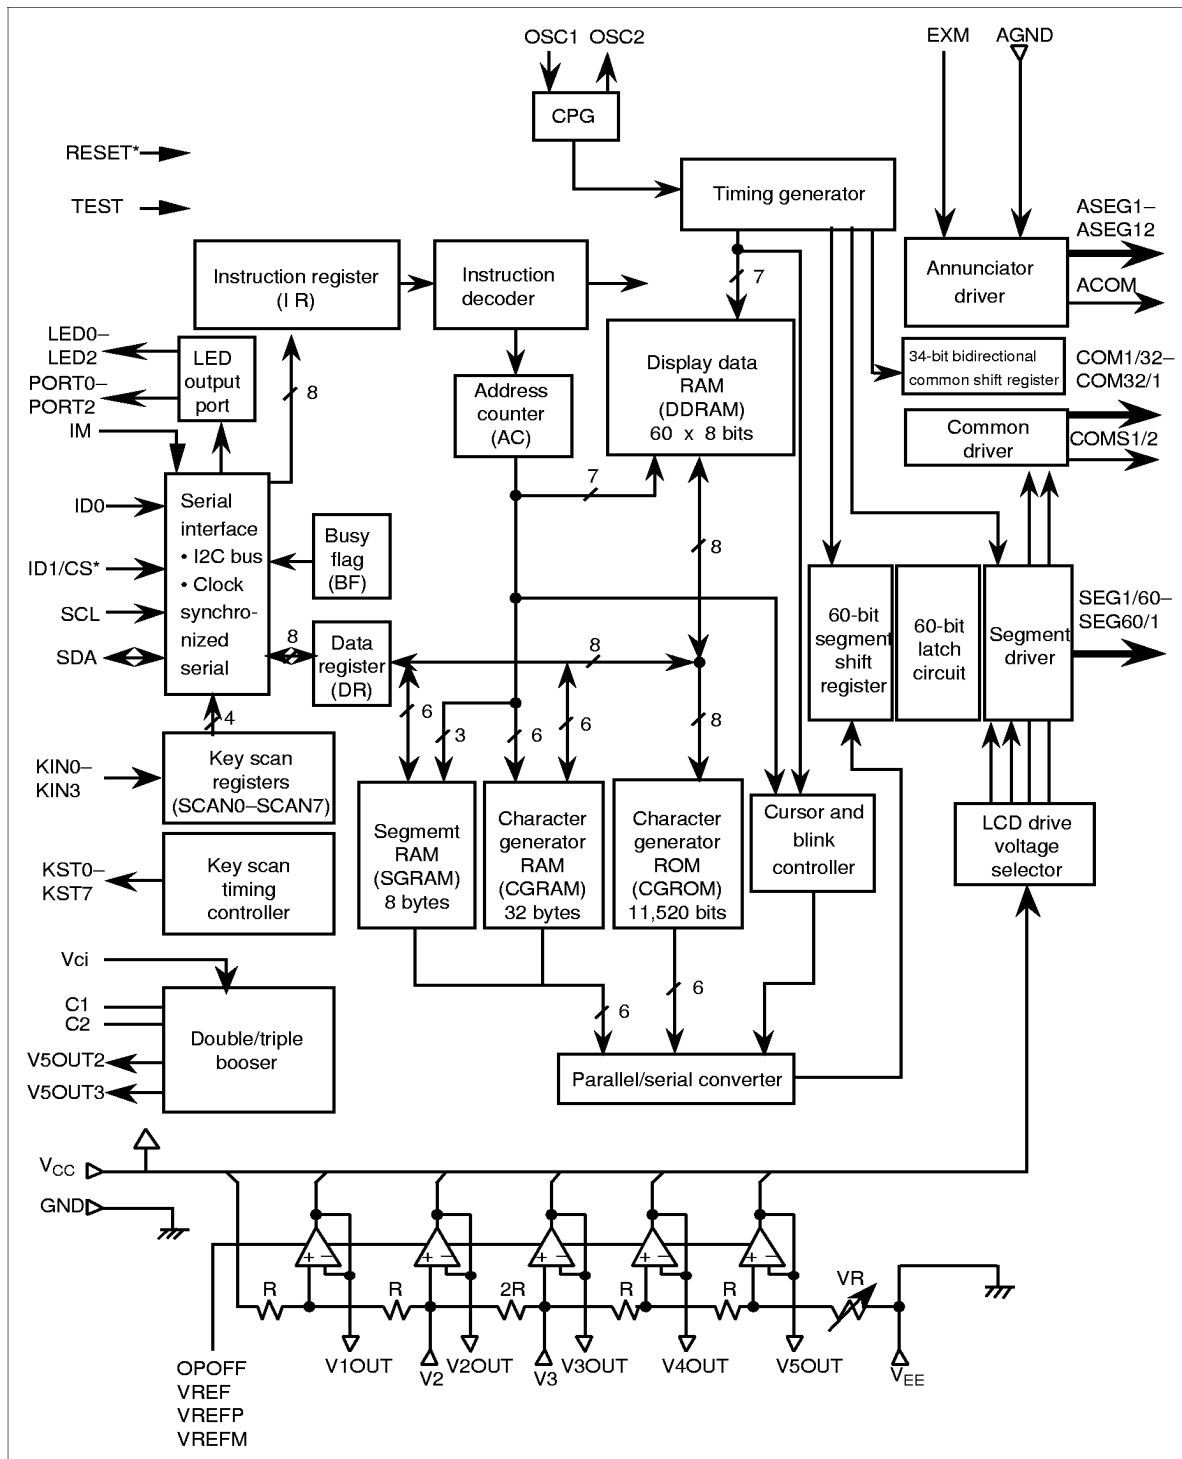 OSC1 OSC2
EXM AGND
CPG
RESET*
TEST
Timing generator
ASEG1–
ASEG12
Instruction register
(I R)
Instruction
decoder
7
Annunciator
driver
ACOM
LED0–
LED2
PORT0–
PORT2
LED
output
port
8
Address
counter
(AC)
Display data
RAM
(DDRAM)
60 x 8 bits
34-bit bidirectional
common shift register
COM1/32–
COM32/1
Common
driver
COMS1/2
IM
ID0
ID1/CS*
SCL
SDA
Serial
interface
• I2C bus
• Clock
synchro-
nized
serial
Busy
flag
(BF)
7
8
8
Data
register
(DR)
8
60-bit
segment
shift
register
60-bit
latch
circuit
Segment
driver
SEG1/60–
SEG60/1
4
6
3
6
6
8
KIN0–
KIN3
Key scan
registers
(SCAN0–SCAN7)
KST0–
KST7
Key scan
timing
controller
Segmemt
RAM
(SGRAM)
8 bytes
Character
generator
RAM
(CGRAM)
32 bytes
Character
generator
ROM
(CGROM)
11,520 bits
Cursor and
blink
controller
LCD drive
voltage
selector
Vci
C1
C2
V5OUT2
V5OUT3
Double/triple
booser
6
6
Parallel/serial converter
VCC
GND
+ −
+ −
+ −
+ −
+ −
R
R
2R
R
R
VR
V1OUT
V2
V2OUT
V3
V3OUT
V4OUT
V5OUT
VEE
OPOFF
VREF
VREFP
VREFM